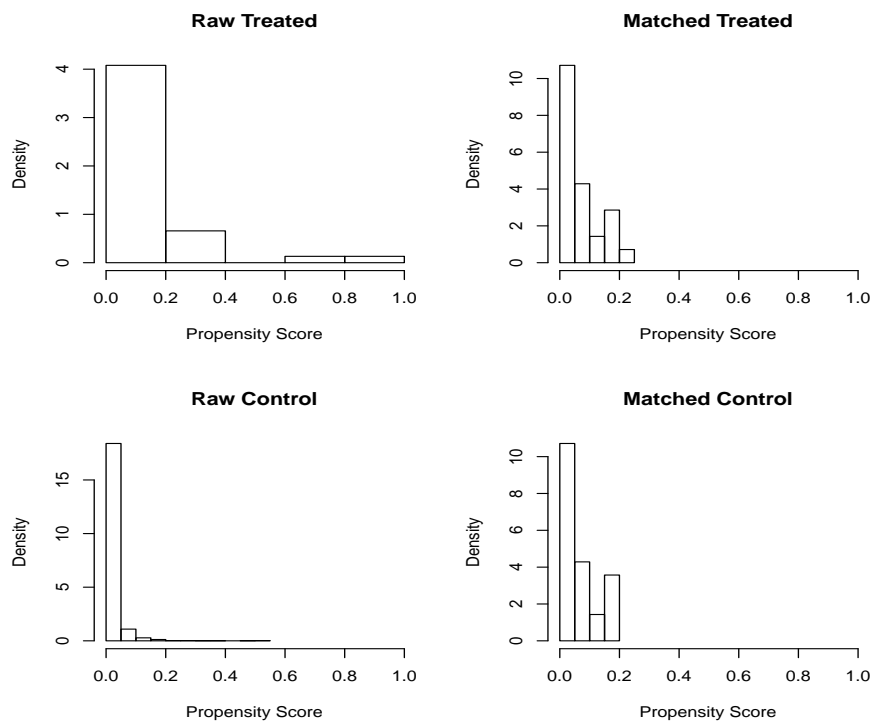 Raw Treated
Density
0 1 2 3 4
0.0 0.2 0.4 0.6 0.8 1.0
Propensity Score
Matched Treated
Density
0 2 4 6 8 10
0.0 0.2 0.4 0.6 0.8 1.0
Propensity Score
Raw Control
Density
0 5 10 15
0.0 0.2 0.4 0.6 0.8 1.0
Propensity Score
Matched Control
Density
0 2 4 6 8 10
0.0 0.2 0.4 0.6 0.8 1.0
Propensity Score